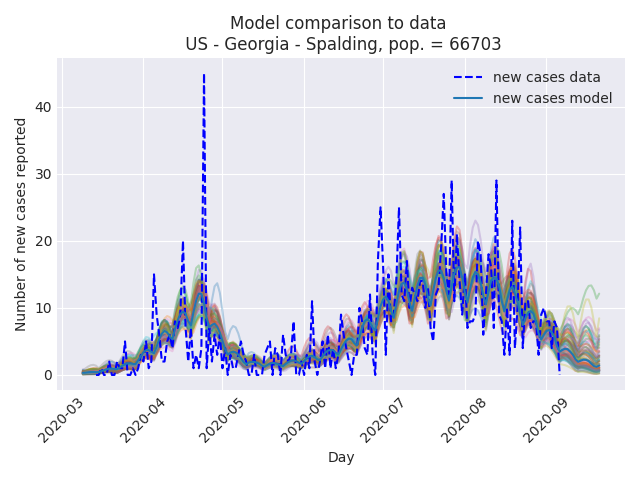 Model comparison to data
US - Georgia - Spalding, pop. = 66703
new cases data
new cases model
Number of new cases reported
40
30
20
10
0
2020-03
2020-04
2020-05
2020-06
2020-07
2020-08
2020-09
Day